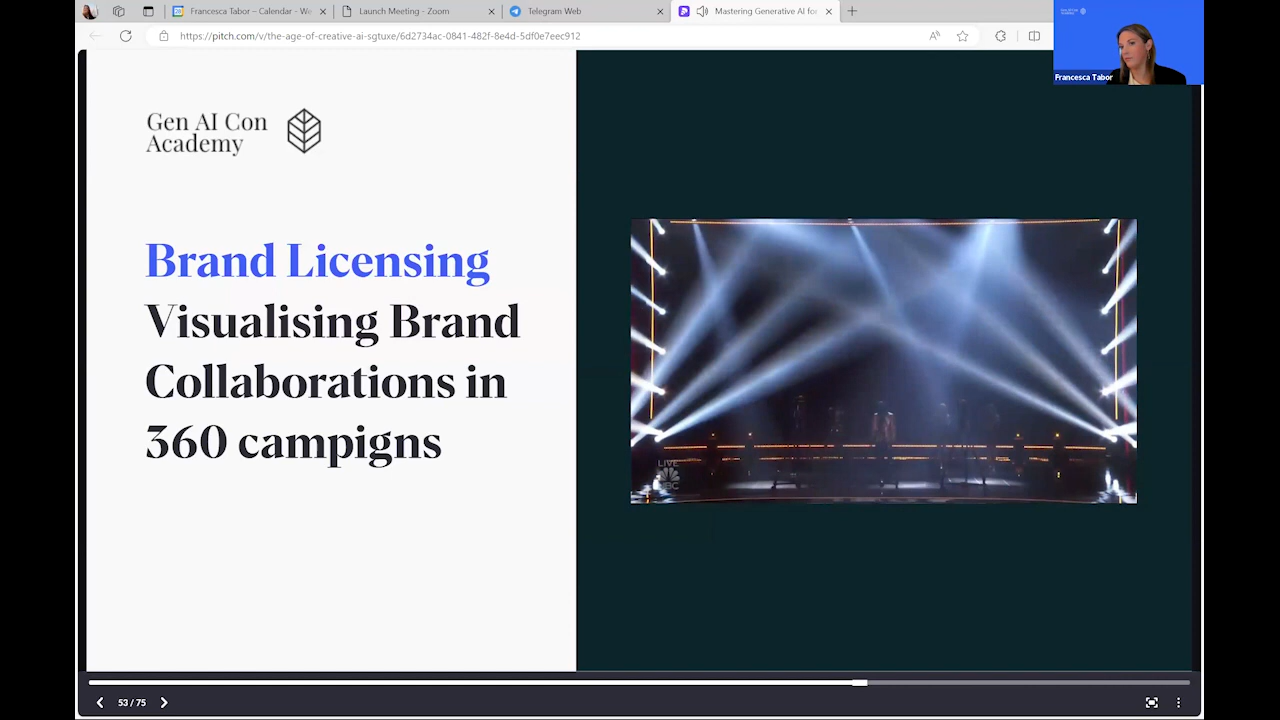 Francesca Tabor – Calendar - We
Launch Meeting - Zoom
Telegram Web
Mastering Generative AI for
https://pitch.com/v/the-age-of-creative-ai-sgtuxe/6d2734ac-0841-482f-8e4d-5df0e7eec912
Francesca Tabor
Gen AI Con
Academy
Brand Licensing
Visualising Brand
Collaborations in
360 campigns
LIVE
NBC
53 / 75